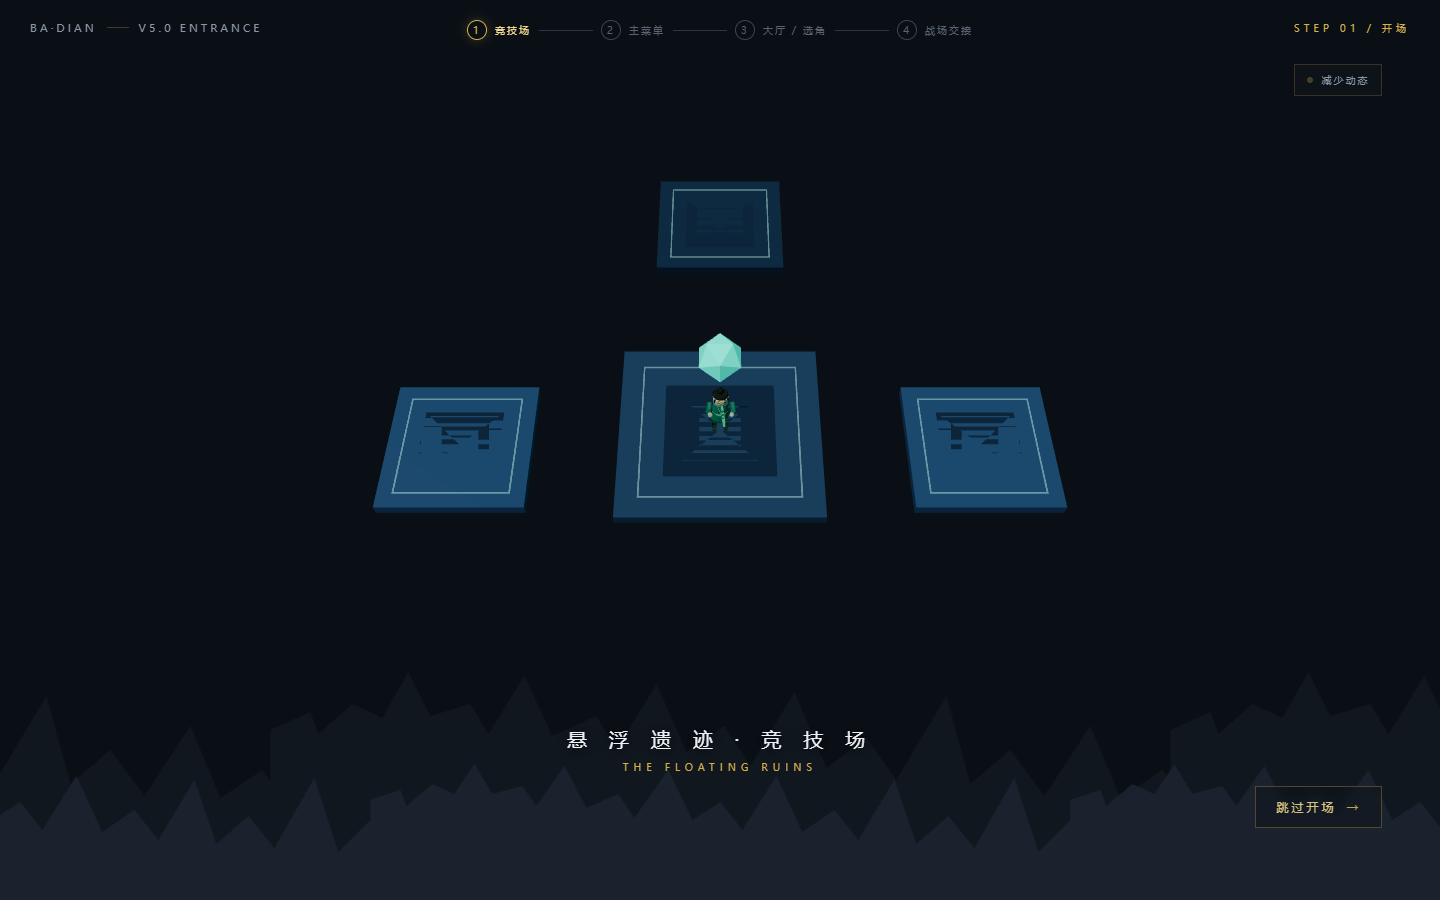 BA·DIAN — V5.0 ENTRANCE
1 竞技场
2 主菜单
3 大厅 / 选角
4 战场交接
STEP 01 / 开场
减少动态
悬浮遗迹·竞技场
THE FLOATING RUINS
跳过开场 →